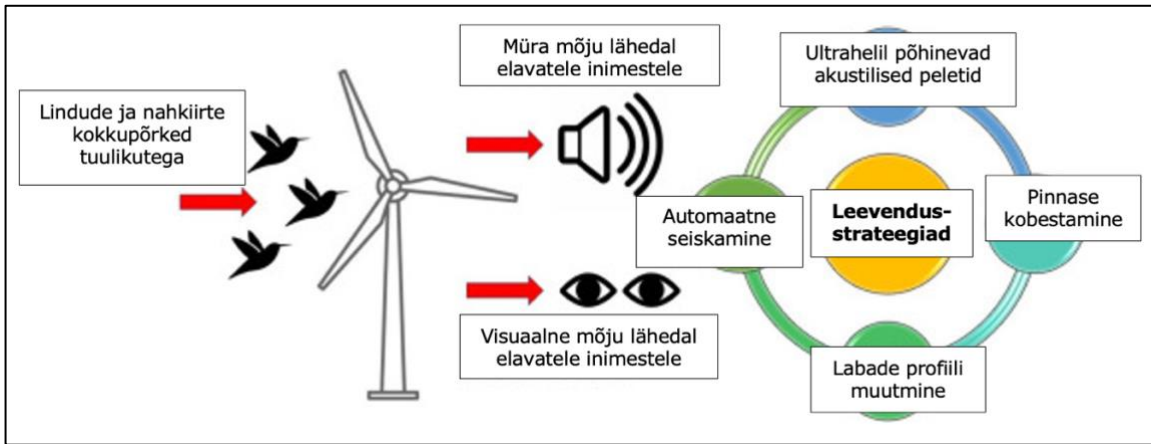 Lindude ja nahkiirte
kokkupõrked
tuulikutega
Müra mõju lähedal
elavatele inimestele
Visuaalne mõju lähedal
elavatele inimestele
Ultrahelil põhinevad
akustilised peletid
Automaatne
seiskamine
Leevendus-
strateegiad
Pinnase
kobestamine
Labade profiili
muutmine